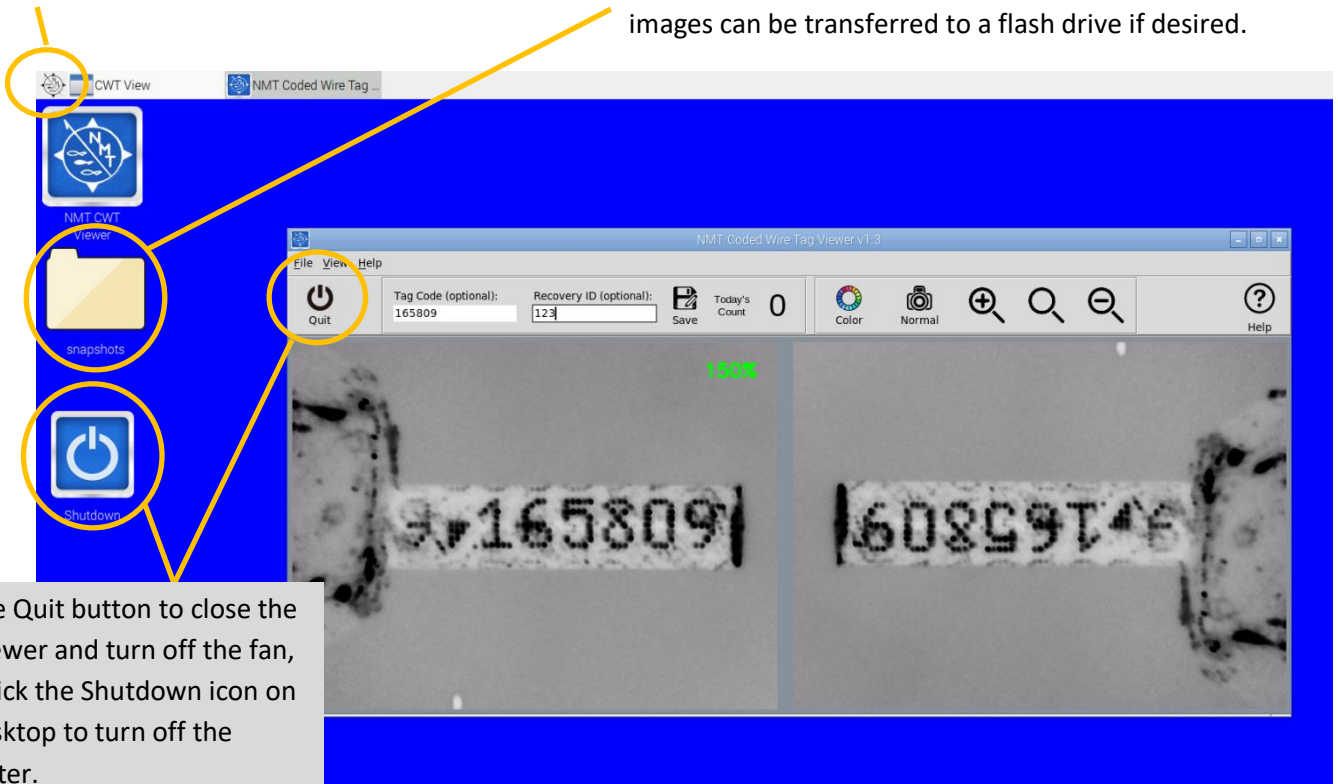 images can be transferred to a flash drive if desired.
CWT View
NMT Coded Wire Tag ...
NMT
NMT CWT
Viewer
snapshots
Shutdown
NMT Coded Wire Tag Viewer v1.3
File View Help
Quit
Tag Code (optional):
165809
Recovery ID (optional):
123
Save
Today's
Count
0
Color
Normal
?
Help
150%
165809
165809
e Quit button to close the
ewer and turn off the fan,
ick the Shutdown icon on
sktop to turn off the
ter.